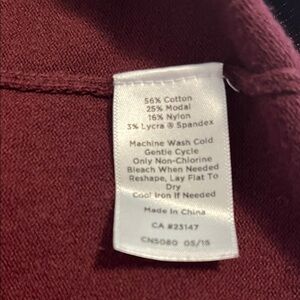 56% Cotton
25% Modal
16% Nylon
3% Lycra ® Spandex
Machine Wash Cold
Gentle Cycle
Only Non-Chlorine
Bleach When Needed
Reshape, Lay Flat To
Dry
Cool Iron If Needed
Made In China
CA #23147
CN5080 05/15